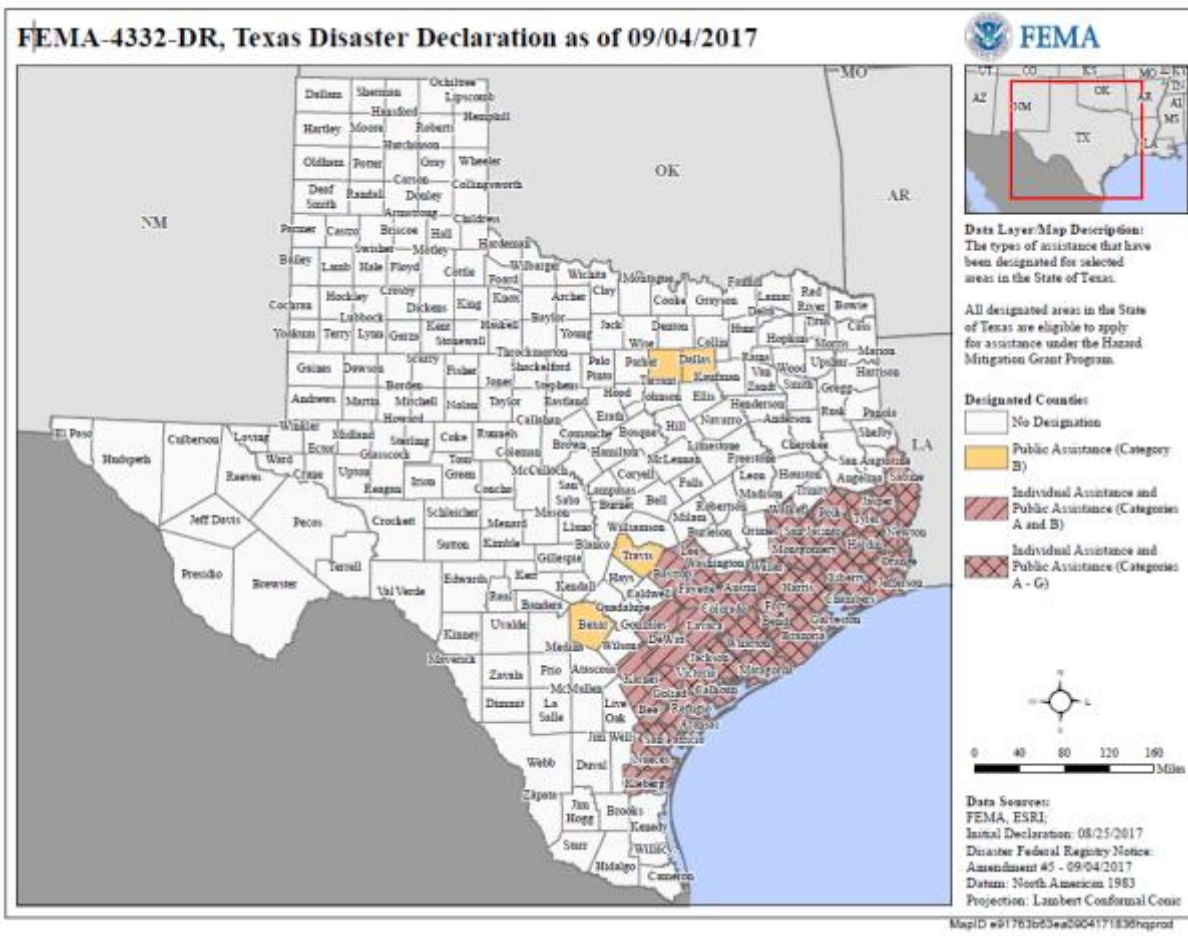 FEMA-4332-DR, Texas Disaster Declaration as of 09/04/2017
FEMA
MO
OK
AR
NM
LA
UT CO KS MO KY
AZ NM OK AR
MS
TX LA
Data Layer/Map Description:
The types of assistance that have
been designated for selected
areas in the State of Texas.
All designated areas in the State
of Texas are eligible to apply
for assistance under the Hazard
Mitigation Grant Program.
Designated Counties
No Designation
Public Assistance (Category
B)
Individual Assistance and
Public Assistance (Categories
A and B)
Individual Assistance and
Public Assistance (Categories
A - G)
0 40 80 120 160
Miles
Data Sources:
FEMA, ESRI;
Initial Declaration: 08/25/2017
Disaster Federal Registry Notice:
Amendment #5 - 09/04/2017
Datum: North American 1983
Projection: Lambert Conformal Conic
MapID e91763b63ea0904171836hqprod
Ochiltree
Dallam Sherman Lipscomb
Hansford Hemphill
Hartley Moore Roberts
Hutchinson
Oldham Potter Gray Wheeler
Carson Collingsworth
Deaf
Smith
Randall Donley
Armstrong Childress
Parmer Castro Briscoe Hall
Swisher Motley Hardeman
Bailey Lamb Hale Floyd Cottle Foard Wilbarger Wichita Montague
Cochran Hockley Crosby Dickens King Knox Archer Clay Cooke Grayson Fannin Lamar Red
River
Bowie
Lubbock Baylor Delta
Yoakum Terry Lynn Garza Kent Stonewall Haskell Young Jack Denton Hunt Hopkins Titus Morris Cass
Throckmorton Wise Collin Marion
Gaines Dawson Scurry Fisher Jones Shackelford Stephens Palo
Pinto
Parker Dallas Rains Wood Upshur Harrison
Borden Tarrant Kaufman Van
Zandt
Smith Gregg
Andrews Martin Howard Mitchell Nolan Taylor Callahan Eastland Hood Johnson Ellis Henderson Rusk Panola
Erath Navarro Anderson Shelby
El Paso Hudspeth Culberson Loving Winkler Ector Midland Glasscock Sterling Coke Runnels Coleman Brown Comanche Bosque Hill Cherokee
Reeves Ward Crane Upton Reagan Irion Tom
Green
Concho McCulloch San
Saba
Hamilton McLennan Limestone Freestone Leon Houston San Augustine Sabine
Coryell Falls Angelina
Lampasas Bell Robertson Madison Trinity
Jeff Davis Pecos Crockett Schleicher Menard Mason Llano Burnet Milam Walker Polk Tyler Jasper Newton
Williamson Burleson Grimes San Jacinto
Sutton Kimble Gillespie Blanco Travis Lee Washington Montgomery Hardin Orange
Presidio Brewster Terrell Val Verde Edwards Kerr Kendall Hays Bastrop Fayette Austin Waller Harris Liberty Jefferson
Real Bandera Caldwell Chambers
Kinney Uvalde Medina Bexar Guadalupe Gonzales Colorado Fort
Bend
Galveston
Wilson DeWitt Lavaca Wharton Brazoria
Maverick Zavala Frio Atascosa Karnes Victoria Jackson Matagorda
Dimmit La
Salle
McMullen Live
Oak
Bee Goliad Calhoun
Refugio
Aransas
Jim Wells San Patricio
Webb Duval Nueces
Kleberg
Zapata Jim
Hogg
Brooks Kenedy
Starr Hidalgo Willacy
Cameron